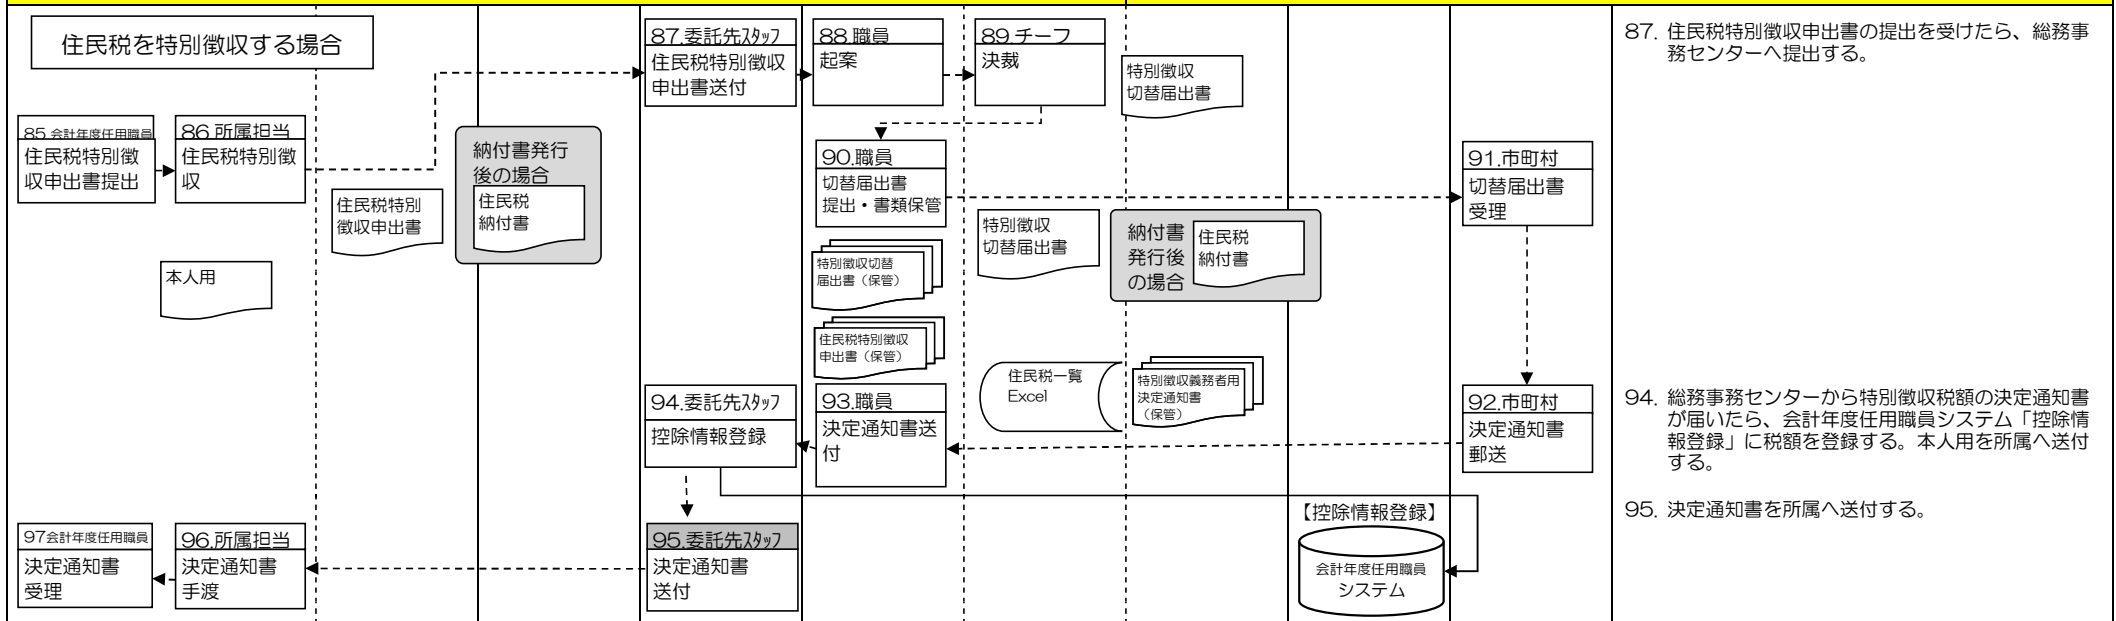 住民税を特別徴収する場合
85.会計年度任用職員
住民税特別徴
収申出書提出
86.所属担当
住民税特別徴
収
本人用
住民税特別
徴収申出書
納付書発行
後の場合
住民税
納付書
87.委託先ｽﾀｯﾌ
住民税特別徴収
申出書送付
88.職員
起案
89.チーフ
決裁
特別徴収
切替届出書
90.職員
切替届出書
提出・書類保管
特別徴収切替
届出書（保管）
住民税特別徴収
申出書（保管）
特別徴収
切替届出書
納付書
発行後
の場合
住民税
納付書
91.市町村
切替届出書
受理
92.市町村
決定通知書
郵送
住民税一覧
Excel
特別徴収義務者用
決定通知書
（保管）
93.職員
決定通知書送
付
94.委託先ｽﾀｯﾌ
控除情報登録
【控除情報登録】
会計年度任用職員
システム
95.委託先ｽﾀｯﾌ
決定通知書
送付
96.所属担当
決定通知書
手渡
97会計年度任用職員
決定通知書
受理
87. 住民税特別徴収申出書の提出を受けたら、総務事
務センターへ提出する。
94. 総務事務センターから特別徴収税額の決定通知書
が届いたら、会計年度任用職員システム「控除情
報登録」に税額を登録する。本人用を所属へ送付
する。
95. 決定通知書を所属へ送付する。